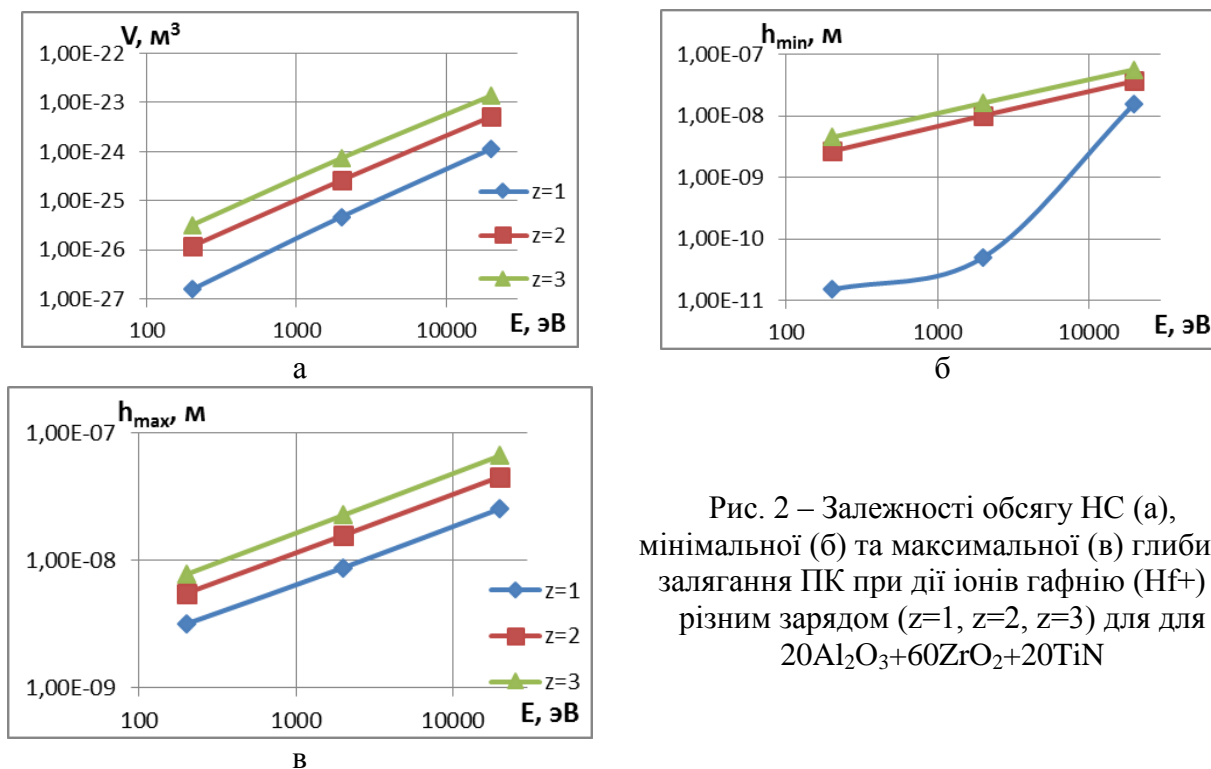 V, м³
1,00E-22
1,00E-23
1,00E-24
1,00E-25
1,00E-26
1,00E-27
100 1000 10000 E, эВ
z=1
z=2
z=3
а
h_min, м
1,00E-07
1,00E-08
1,00E-09
1,00E-10
1,00E-11
100 1000 10000 E, эВ
б
h_max, м
1,00E-07
1,00E-08
1,00E-09
100 1000 10000 E, эВ
z=1
z=2
z=3
в
Рис. 2 – Залежності обсягу НС (а),
мінімальної (б) та максимальної (в) глиби
залягання ПК при дії іонів гафнію (Hf+)
різним зарядом (z=1, z=2, z=3) для для
20Al₂O₃+60ZrO₂+20TiN